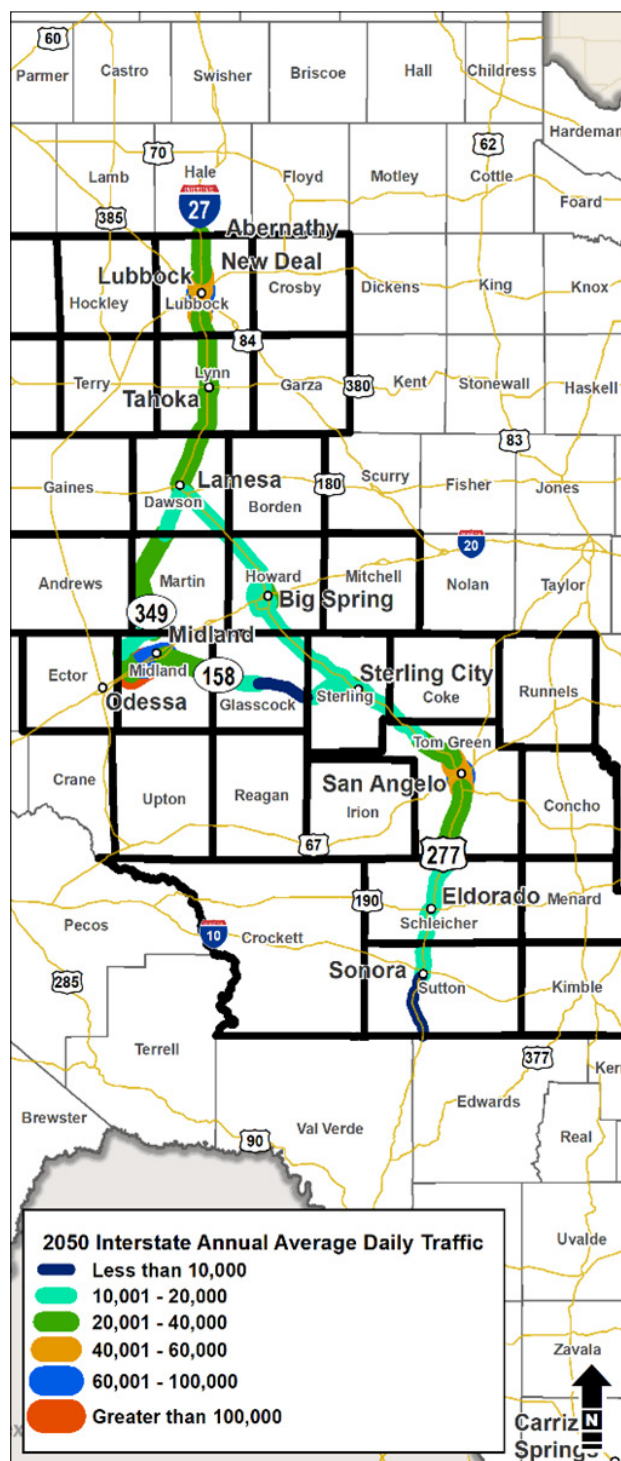 60
Parmer
Castro
Swisher
Briscoe
Hall
Childress
Hardeman
70
62
Lamb
Hale
Floyd
Motley
Cottle
Foard
385
INTERSTATE
27
Abernathy
New Deal
Lubbock
Hockley
Lubbock
Crosby
Dickens
King
Knox
84
Terry
Lynn
Garza
380
Kent
Stonewall
Haskell
Tahoka
83
Lamesa
Gaines
Dawson
Borden
180
Scurry
Fisher
Jones
20
Andrews
Martin
Howard
Mitchell
Nolan
Taylor
Big Spring
349
Midland
Ector
Midland
158
Sterling City
Odessa
Glasscock
Sterling
Coke
Runnels
Tom Green
San Angelo
Crane
Upton
Reagan
Irion
Concho
67
277
Eldorado
190
Menard
Schleicher
Pecos
10
Crockett
Sonora
Sutton
Kimble
285
Terrell
377
Kerr
Brewster
90
Val Verde
Edwards
Real
Uvalde
Zavala
N
Carriz
Springs
2050 Interstate Annual Average Daily Traffic
Less than 10,000
10,001 - 20,000
20,001 - 40,000
40,001 - 60,000
60,001 - 100,000
Greater than 100,000